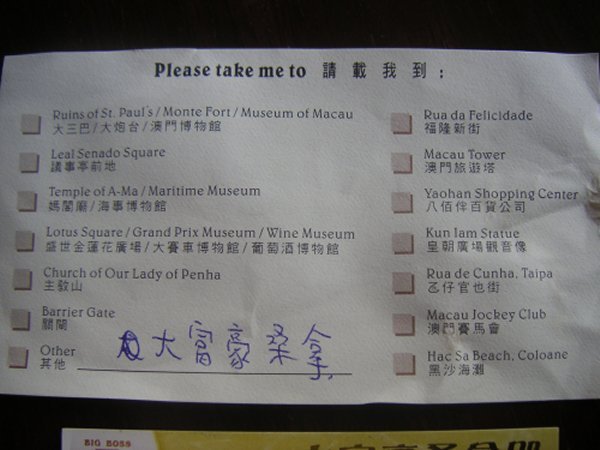 Please take me to 請載我到：
Ruins of St. Paul's / Monte Fort / Museum of Macau
大三巴/大炮台/澳門博物館
Leal Senado Square
議事亭前地
Temple of A-Ma / Maritime Museum
媽閣廟/海事博物館
Lotus Square / Grand Prix Museum / Wine Museum
盛世金蓮花廣場/大賽車博物館/葡萄酒博物館
Church of Our Lady of Penha
主教山
Barrier Gate
關閘
Other
其他
大富豪桑拿
Rua da Felicidade
福隆新街
Macau Tower
澳門旅遊塔
Yaohan Shopping Center
八佰伴百貨公司
Kun Iam Statue
皇朝廣場觀音像
Rua de Cunha, Taipa
氹仔官也街
Macau Jockey Club
澳門賽馬會
Hac Sa Beach, Coloane
黑沙海灘
BIG BOSS